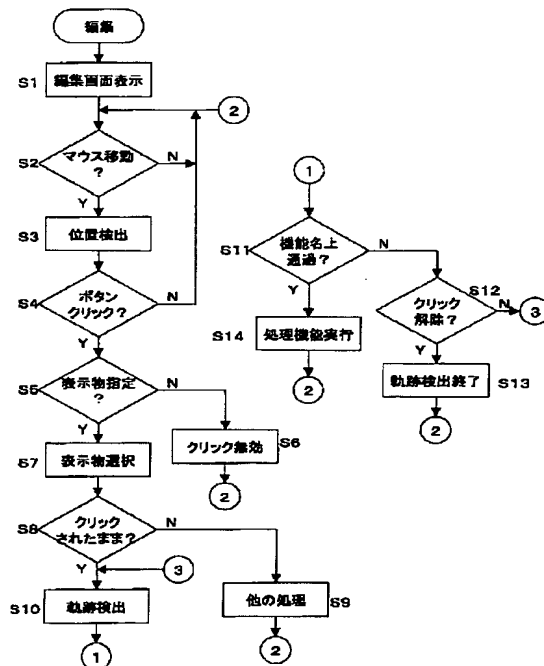 編集
S1 編集画面表示
2
S2 マウス移動
?
N
Y
S3 位置検出
S4 ボタン
クリック?
N
Y
S5 表示物指定
?
N
Y
S7 表示物選択
クリック無効 S6
2
S8 クリック
されたまま?
N
Y
3
S10 軌跡検出
他の処理 S9
1
2
1
S11 機能名上
通過?
N
Y
S12
S14 処理機能実行
クリック
解除?
N
3
2
Y
軌跡検出終了 S13
2